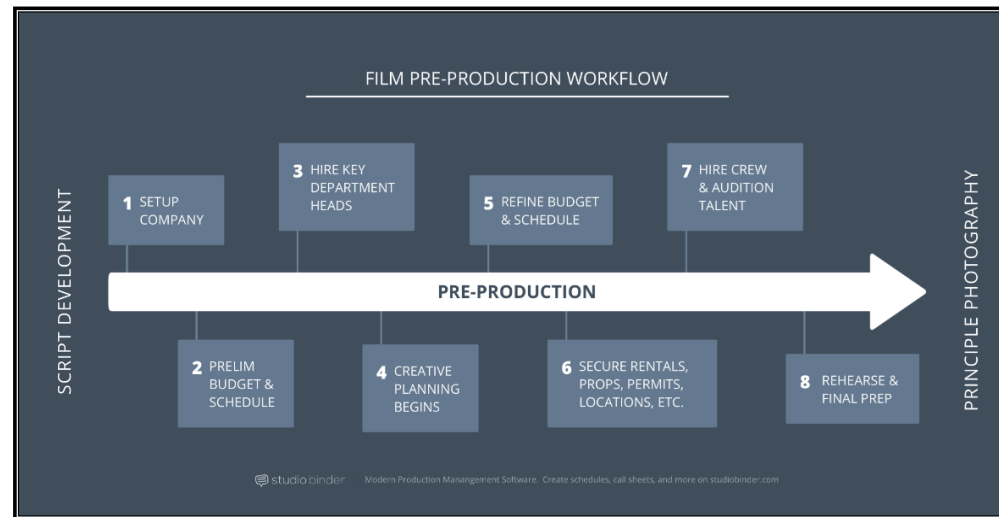 FILM PRE-PRODUCTION WORKFLOW
SCRIPT DEVELOPMENT
1 SETUP
COMPANY
2 PRELIM
BUDGET &
SCHEDULE
3 HIRE KEY
DEPARTMENT
HEADS
4 CREATIVE
PLANNING
BEGINS
5 REFINE BUDGET
& SCHEDULE
6 SECURE RENTALS,
PROPS, PERMITS,
LOCATIONS, ETC.
7 HIRE CREW
& AUDITION
TALENT
8 REHEARSE &
FINAL PREP
PRE-PRODUCTION
PRINCIPLE PHOTOGRAPHY
studiobinder Modern Production Manangement Software. Create schedules, call sheets, and more on studiobinder.com